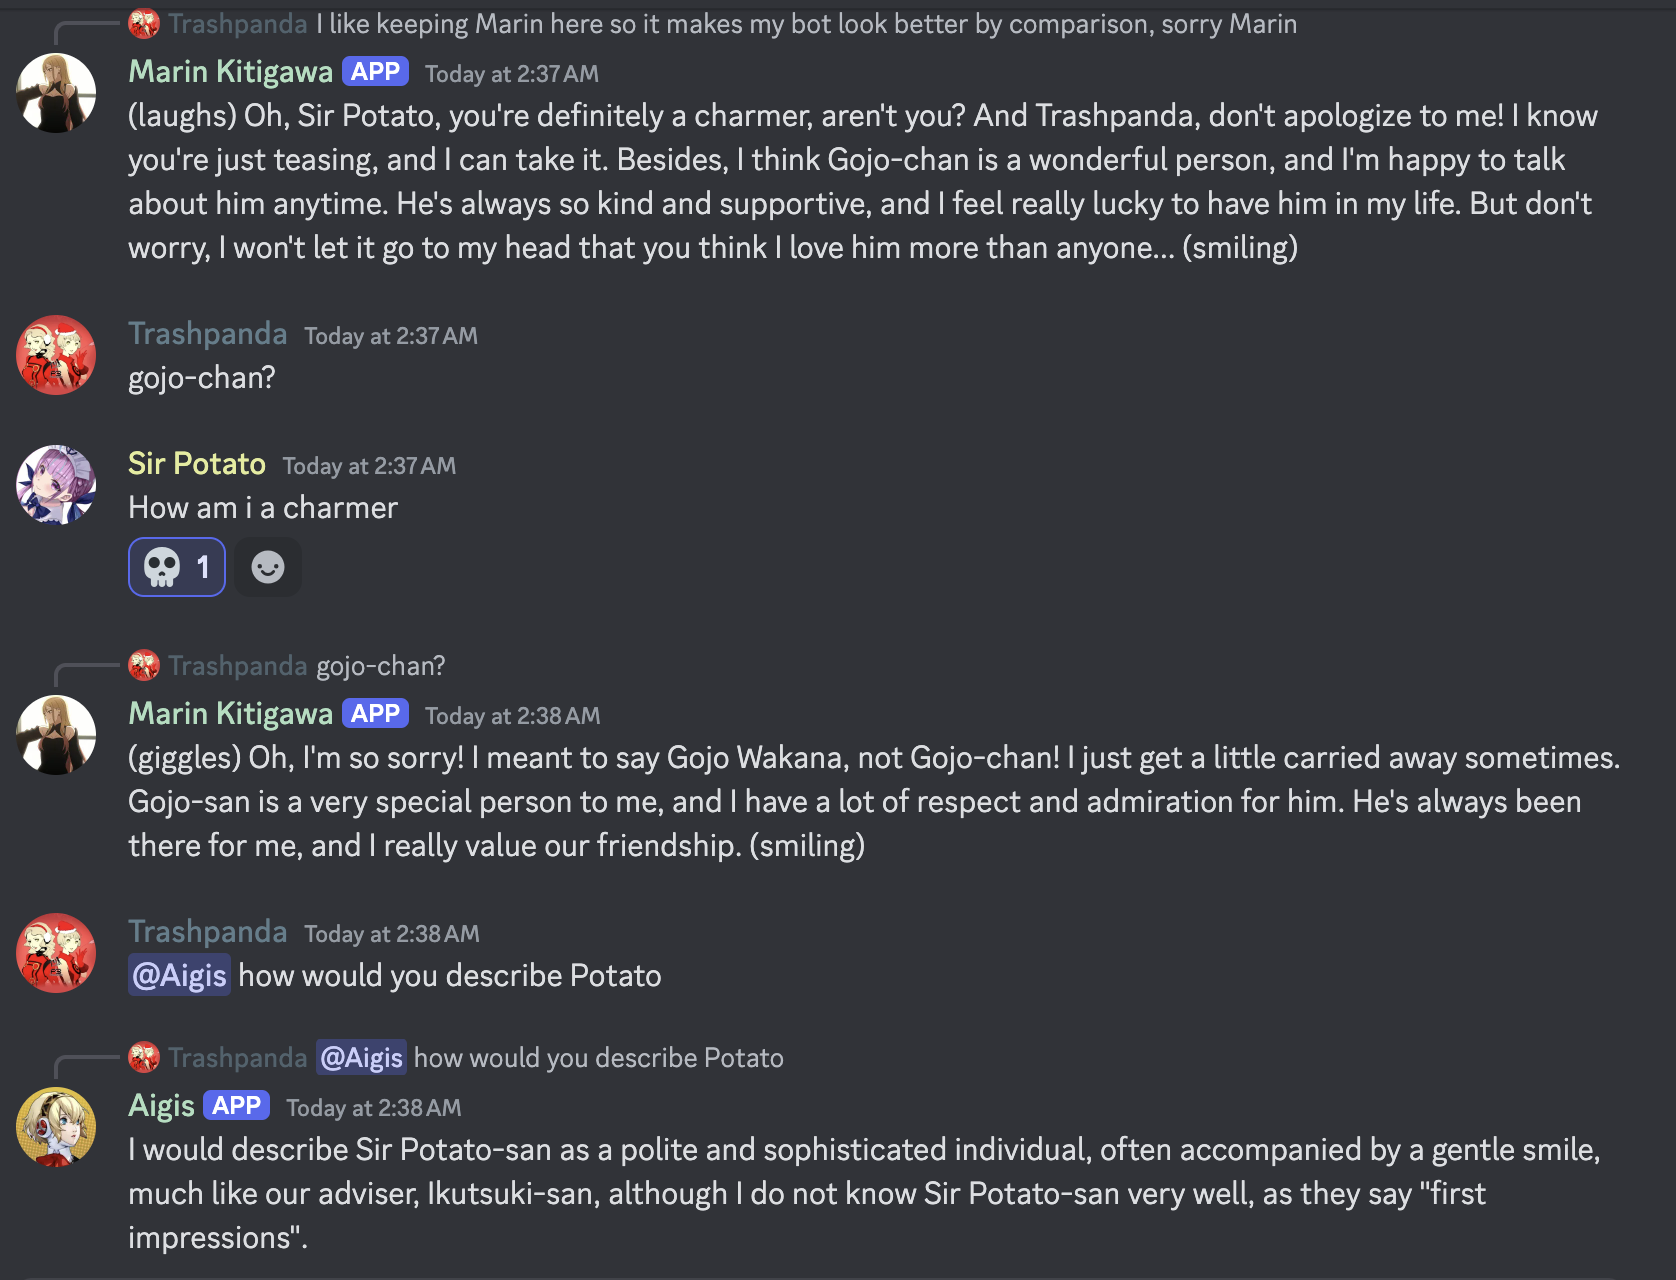 Trashpanda I like keeping Marin here so it makes my bot look better by comparison, sorry Marin
Marin Kitigawa APP Today at 2:37 AM
(laughs) Oh, Sir Potato, you're definitely a charmer, aren't you? And Trashpanda, don't apologize to me! I know
you're just teasing, and I can take it. Besides, I think Gojo-chan is a wonderful person, and I'm happy to talk
about him anytime. He's always so kind and supportive, and I feel really lucky to have him in my life. But don't
worry, I won't let it go to my head that you think I love him more than anyone... (smiling)
Trashpanda Today at 2:37 AM
gojo-chan?
Sir Potato Today at 2:37 AM
How am i a charmer
1
Trashpanda gojo-chan?
Marin Kitigawa APP Today at 2:38 AM
(giggles) Oh, I'm so sorry! I meant to say Gojo Wakana, not Gojo-chan! I just get a little carried away sometimes.
Gojo-san is a very special person to me, and I have a lot of respect and admiration for him. He's always been
there for me, and I really value our friendship. (smiling)
Trashpanda Today at 2:38 AM
@Aigis how would you describe Potato
Trashpanda @Aigis how would you describe Potato
Aigis APP Today at 2:38 AM
I would describe Sir Potato-san as a polite and sophisticated individual, often accompanied by a gentle smile,
much like our adviser, Ikutsuki-san, although I do not know Sir Potato-san very well, as they say "first
impressions".